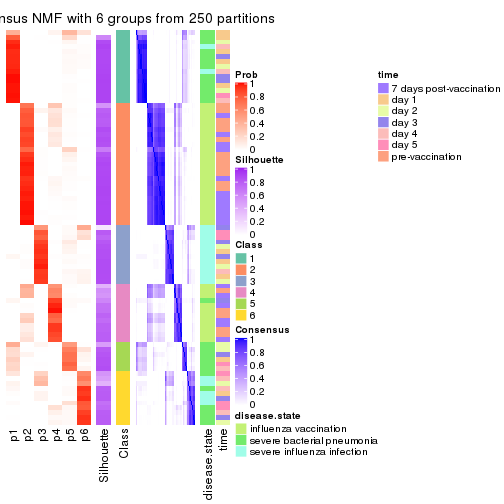 nsus NMF with 6 groups from 250 partitions
p1
p2
p3
p4
p5
p6
Silhouette
Class
disease.state
time
Prob
1
0.8
0.6
0.4
0.2
0
Silhouette
1
0.8
0.6
0.4
0.2
0
Class
1
2
3
4
5
6
Consensus
1
0.8
0.6
0.4
0.2
0
disease.state
influenza vaccination
severe bacterial pneumonia
severe influenza infection
time
7 days post-vaccination
day 1
day 2
day 3
day 4
day 5
pre-vaccination